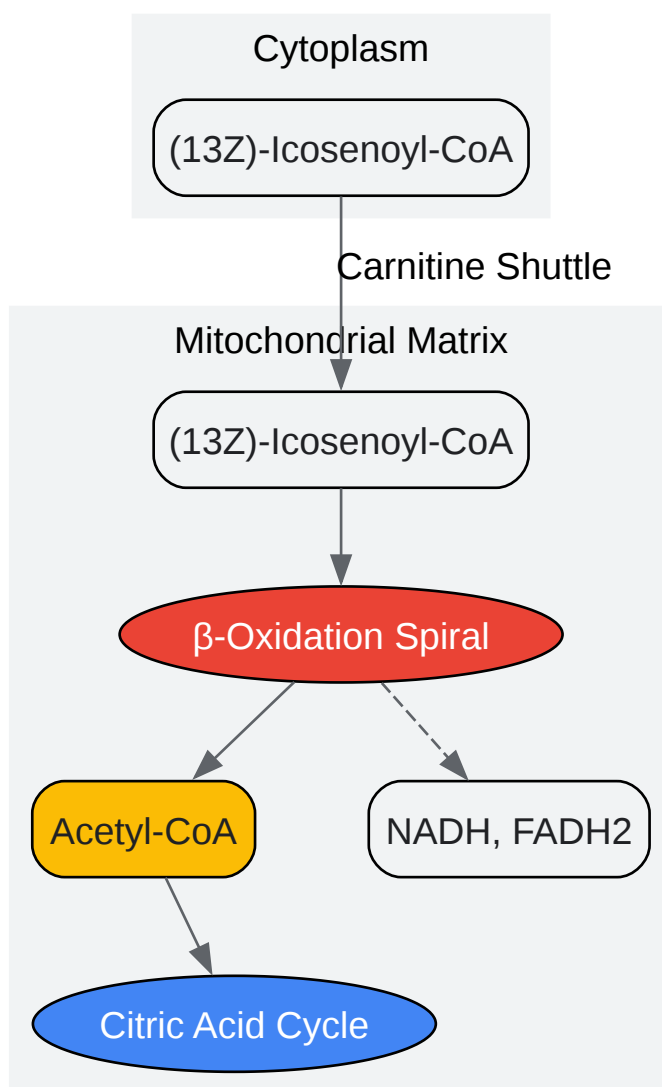 Cytoplasm
(13Z)-Icosenoyl-CoA
Carnitine Shuttle
Mitochondrial Matrix
(13Z)-Icosenoyl-CoA
β-Oxidation Spiral
Acetyl-CoA
NADH, FADH2
Citric Acid Cycle